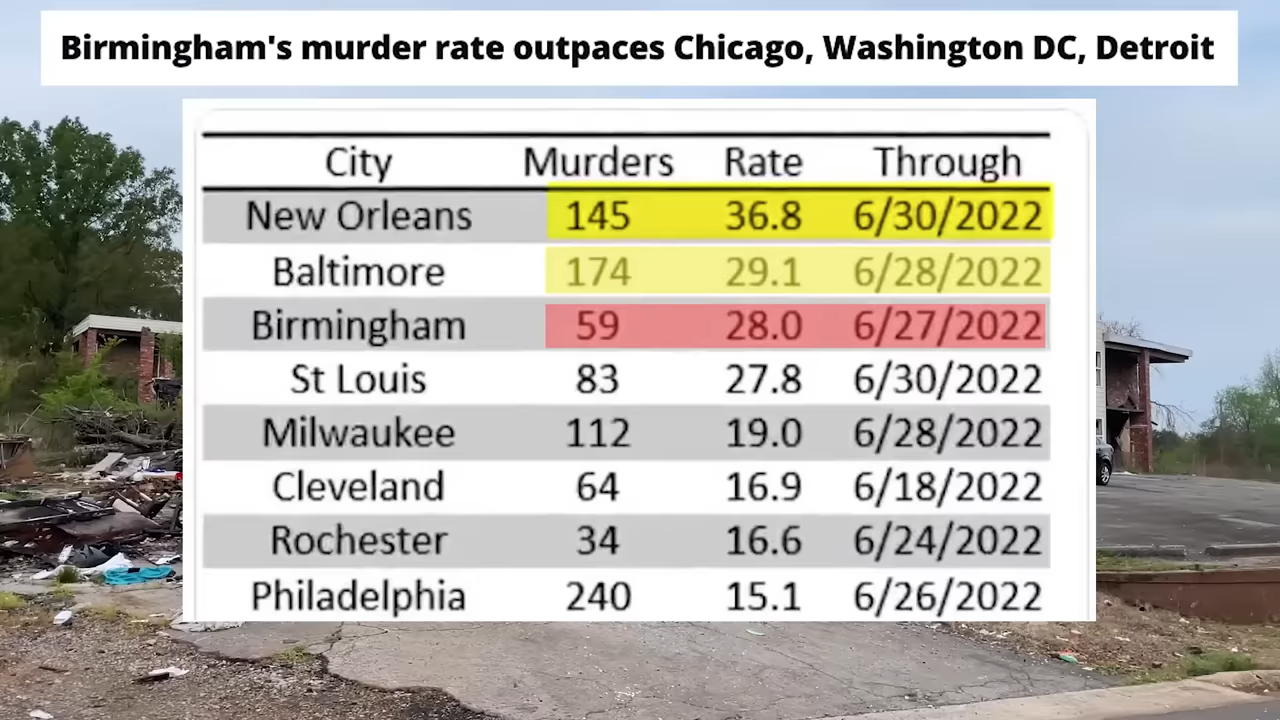 Birmingham's murder rate outpaces Chicago, Washington DC, Detroit
City Murders Rate Through
New Orleans 145 36.8 6/30/2022
Baltimore 174 29.1 6/28/2022
Birmingham 59 28.0 6/27/2022
St Louis 83 27.8 6/30/2022
Milwaukee 112 19.0 6/28/2022
Cleveland 64 16.9 6/18/2022
Rochester 34 16.6 6/24/2022
Philadelphia 240 15.1 6/26/2022